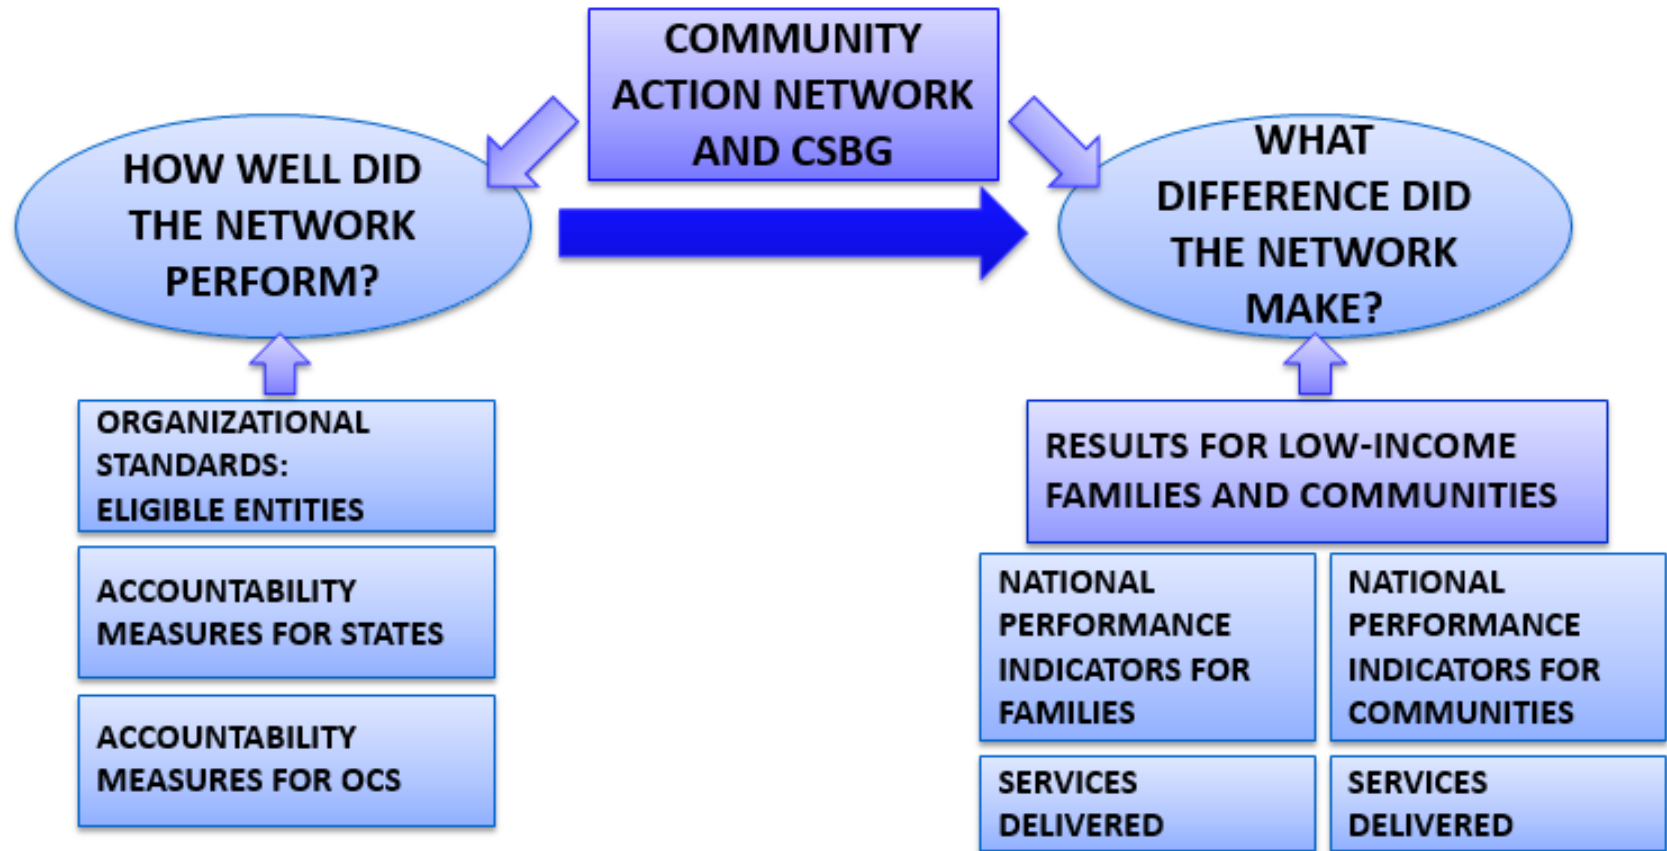 COMMUNITY
ACTION NETWORK
AND CSBG
HOW WELL DID
THE NETWORK
PERFORM?
WHAT
DIFFERENCE DID
THE NETWORK
MAKE?
ORGANIZATIONAL
STANDARDS:
ELIGIBLE ENTITIES
ACCOUNTABILITY
MEASURES FOR STATES
ACCOUNTABILITY
MEASURES FOR OCS
RESULTS FOR LOW-INCOME
FAMILIES AND COMMUNITIES
NATIONAL
PERFORMANCE
INDICATORS FOR
FAMILIES
NATIONAL
PERFORMANCE
INDICATORS FOR
COMMUNITIES
SERVICES
DELIVERED
SERVICES
DELIVERED